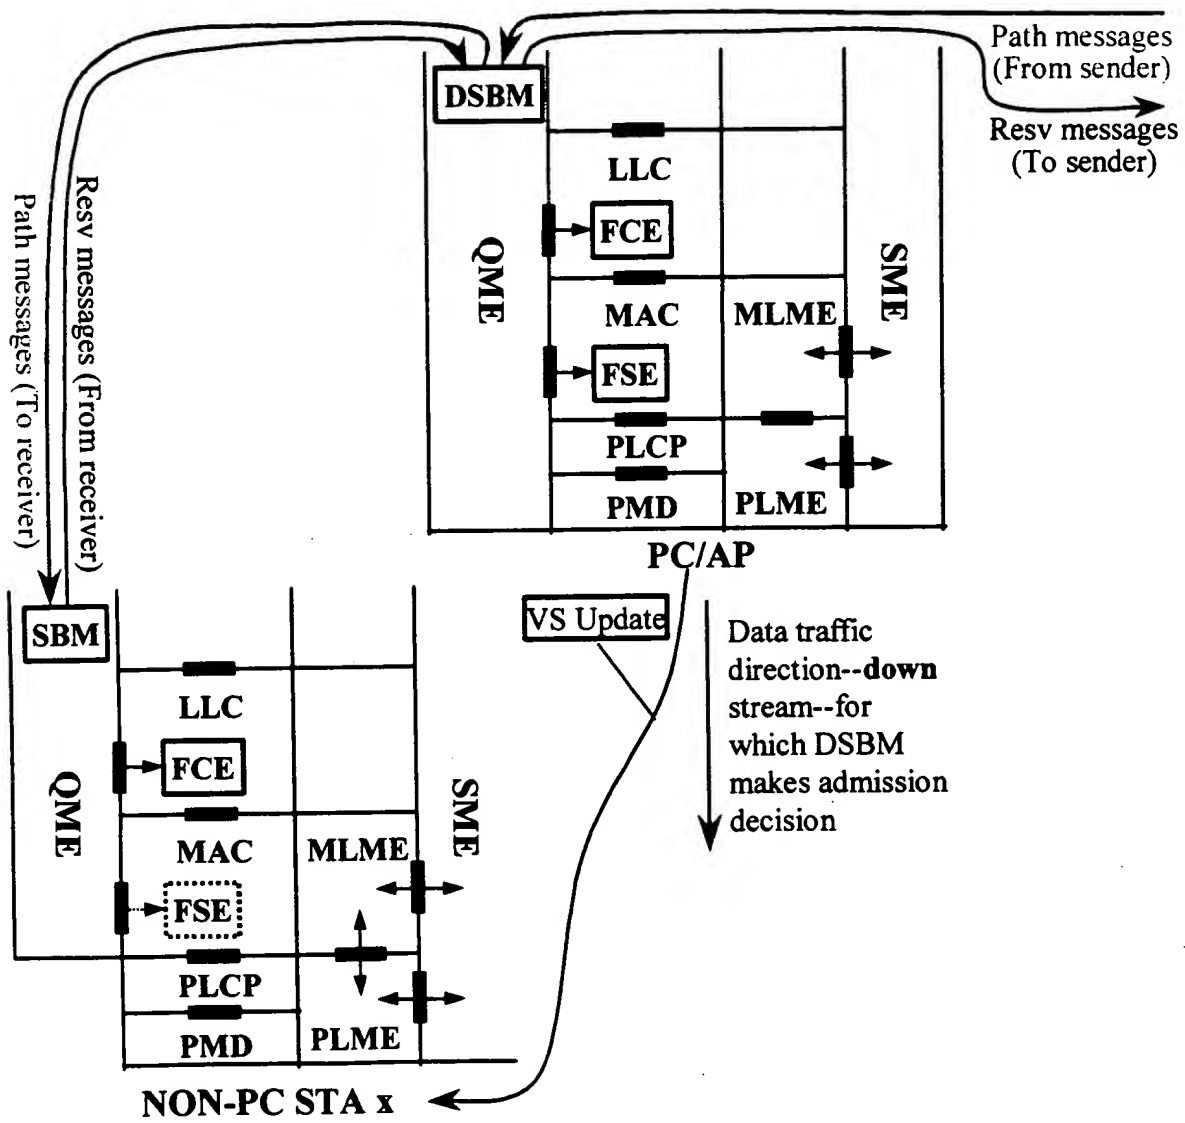 Path messages
(From sender)
Resv messages
(To sender)
DSBM
LLC
FCE
QME
SME
MAC
MLME
FSE
PLCP
PMD
PLME
PC/AP
Path messages (To receiver)
Resv messages (From receiver)
VS Update
Data traffic
direction--down
stream--for
which DSBM
makes admission
decision
SBM
LLC
FCE
QME
SME
MAC
MLME
FSE
PLCP
PMD
PLME
NON-PC STA x